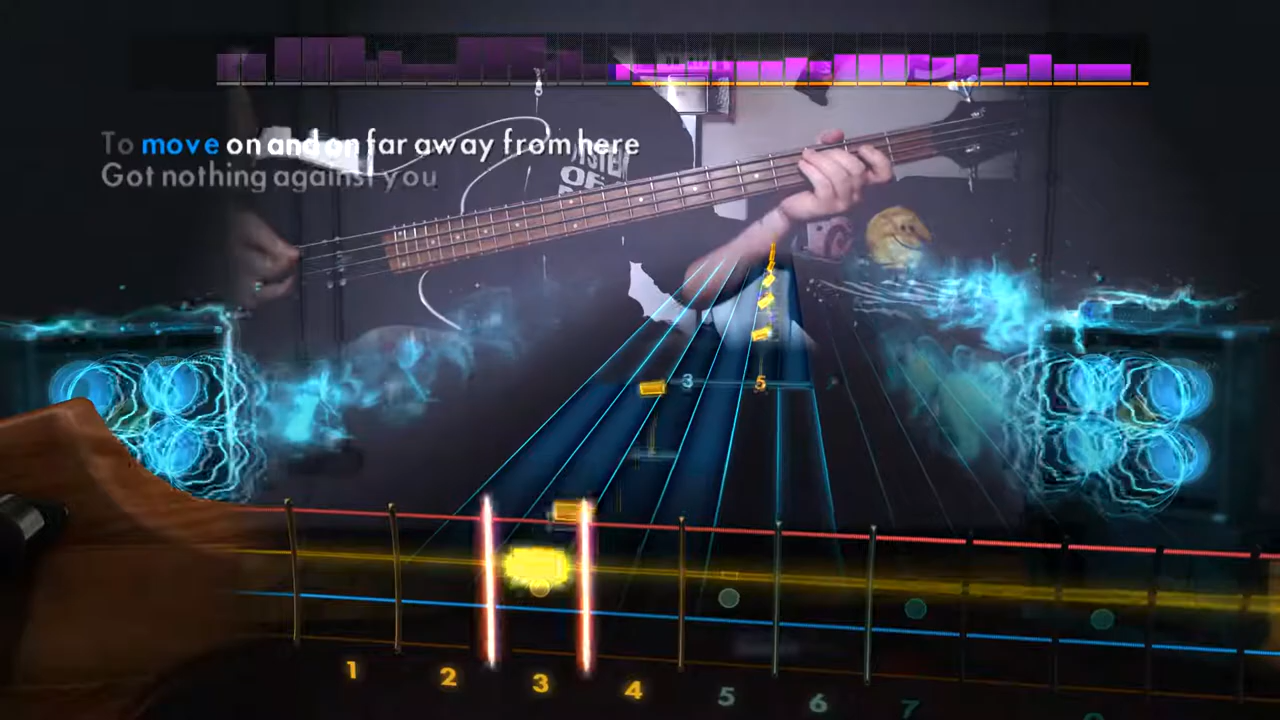 To move on and on far away from here
Got nothing against you
OF
3 5
1 2 3 4 5 6 7